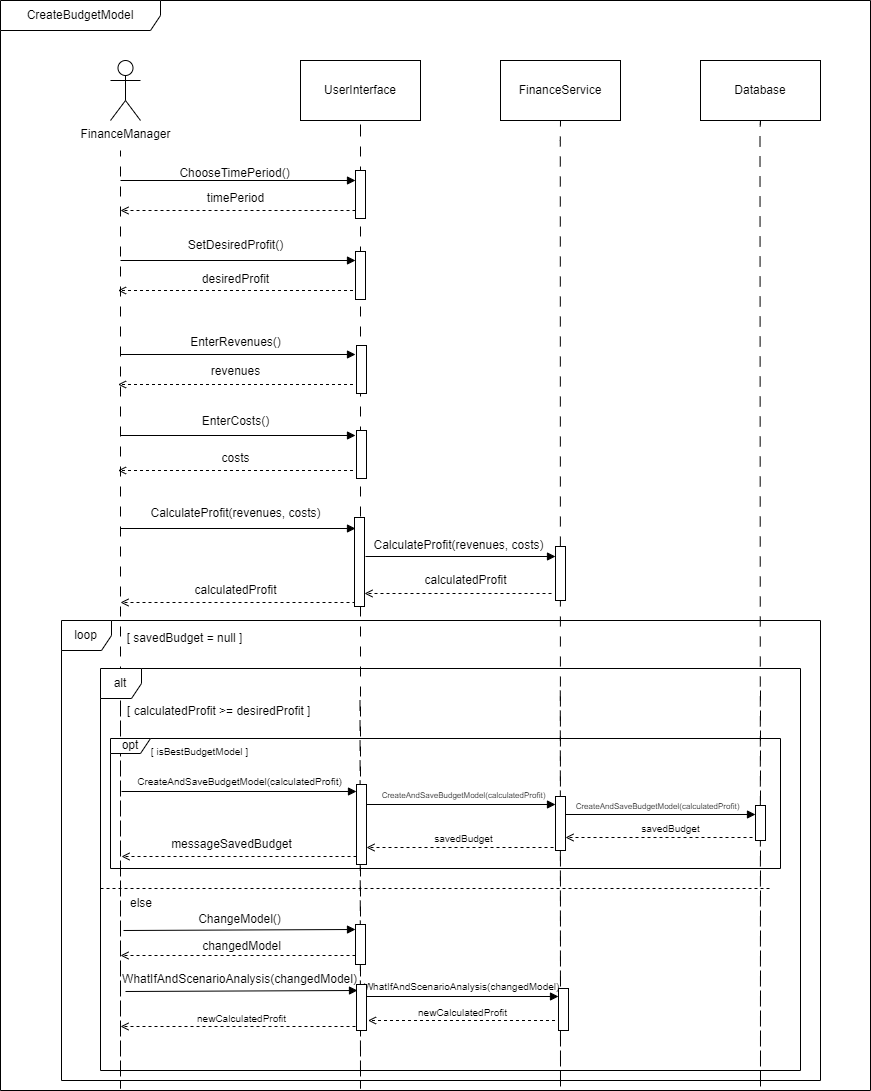 CreateBudgetModel
UserInterface
FinanceService
Database
FinanceManager
ChooseTimePeriod()
timePeriod
SetDesiredProfit()
desiredProfit
EnterRevenues()
revenues
EnterCosts()
costs
CalculateProfit(revenues, costs)
CalculateProfit(revenues, costs)
calculatedProfit
calculatedProfit
loop
[ savedBudget = null ]
alt
[ calculatedProfit >= desiredProfit ]
opt
[ isBestBudgetModel ]
CreateAndSaveBudgetModel(calculatedProfit)
CreateAndSaveBudgetModel(calculatedProfit)
CreateAndSaveBudgetModel(calculatedProfit)
savedBudget
savedBudget
messageSavedBudget
else
ChangeModel()
changedModel
WhatIfAndScenarioAnalysis(changedModel)
WhatIfAndScenarioAnalysis(changedModel)
newCalculatedProfit
newCalculatedProfit